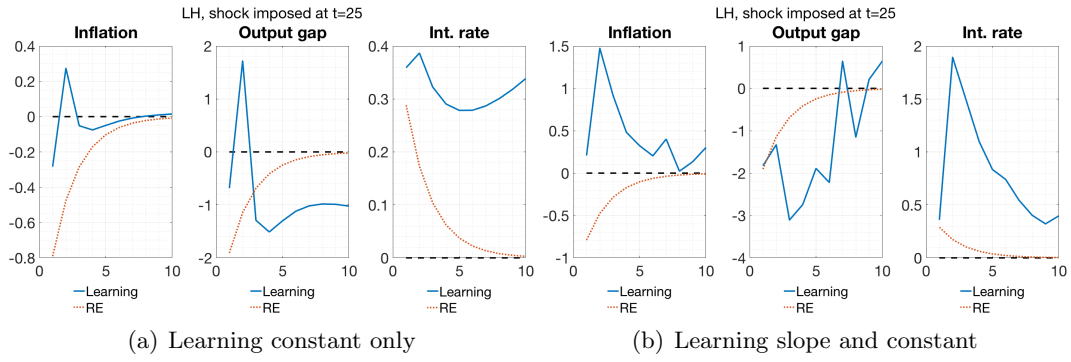 LH, shock imposed at t=25
Inflation
Output gap
Int. rate
0.4
0.2
0
-0.2
-0.4
-0.6
-0.8
0
5
10
2
1
0
-1
-2
0
5
10
0.4
0.3
0.2
0.1
0
0
5
10
Learning
RE
Learning
RE
Learning
RE
(a) Learning constant only
LH, shock imposed at t=25
Inflation
Output gap
Int. rate
1.5
1
0.5
0
-0.5
-1
0
5
10
1
0
-1
-2
-3
-4
0
5
10
2
1.5
1
0.5
0
0
5
10
Learning
RE
Learning
RE
Learning
RE
(b) Learning slope and constant